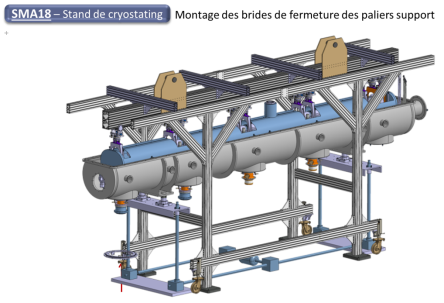 SMA18 – Stand de cryostating
Montage des brides de fermeture des paliers support